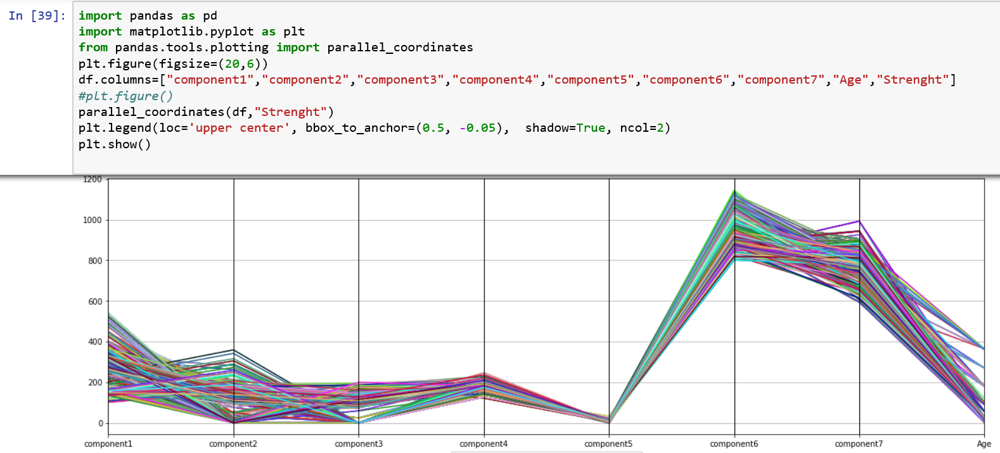 In [39]:
import pandas as pd
import matplotlib.pyplot as plt
from pandas.tools.plotting import parallel_coordinates
plt.figure(figsize=(20,6))
df.columns=["component1","component2","component3","component4","component5","component6","component7","Age","Strenght"]
#plt.figure()
parallel_coordinates(df,"Strenght")
plt.legend(loc='upper center', bbox_to_anchor=(0.5, -0.05),  shadow=True, ncol=2)
plt.show()
1200
1000
800
600
400
200
0
component1 component2 component3 component4 component5 component6 component7 Age